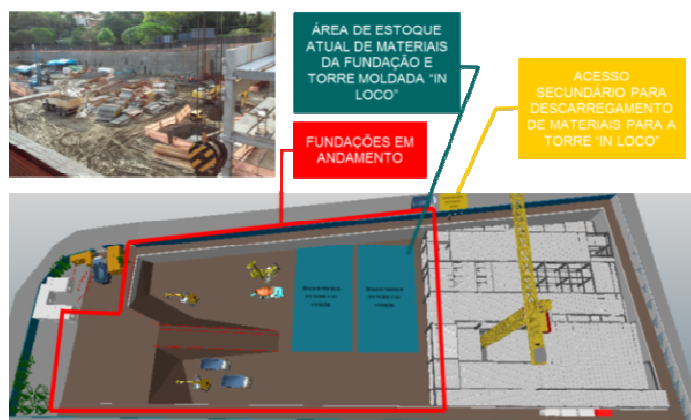 ÁREA DE ESTOQUE
ATUAL DE MATERIAIS
DA FUNDAÇÃO E
TORRE MOLDADA “IN
LOCO”
ACESSO
SECUNDÁRIO PARA
DESCARREGAMENTO
DE MATERIAIS PARA A
TORRE “IN LOCO”
FUNDAÇÕES EM
ANDAMENTO